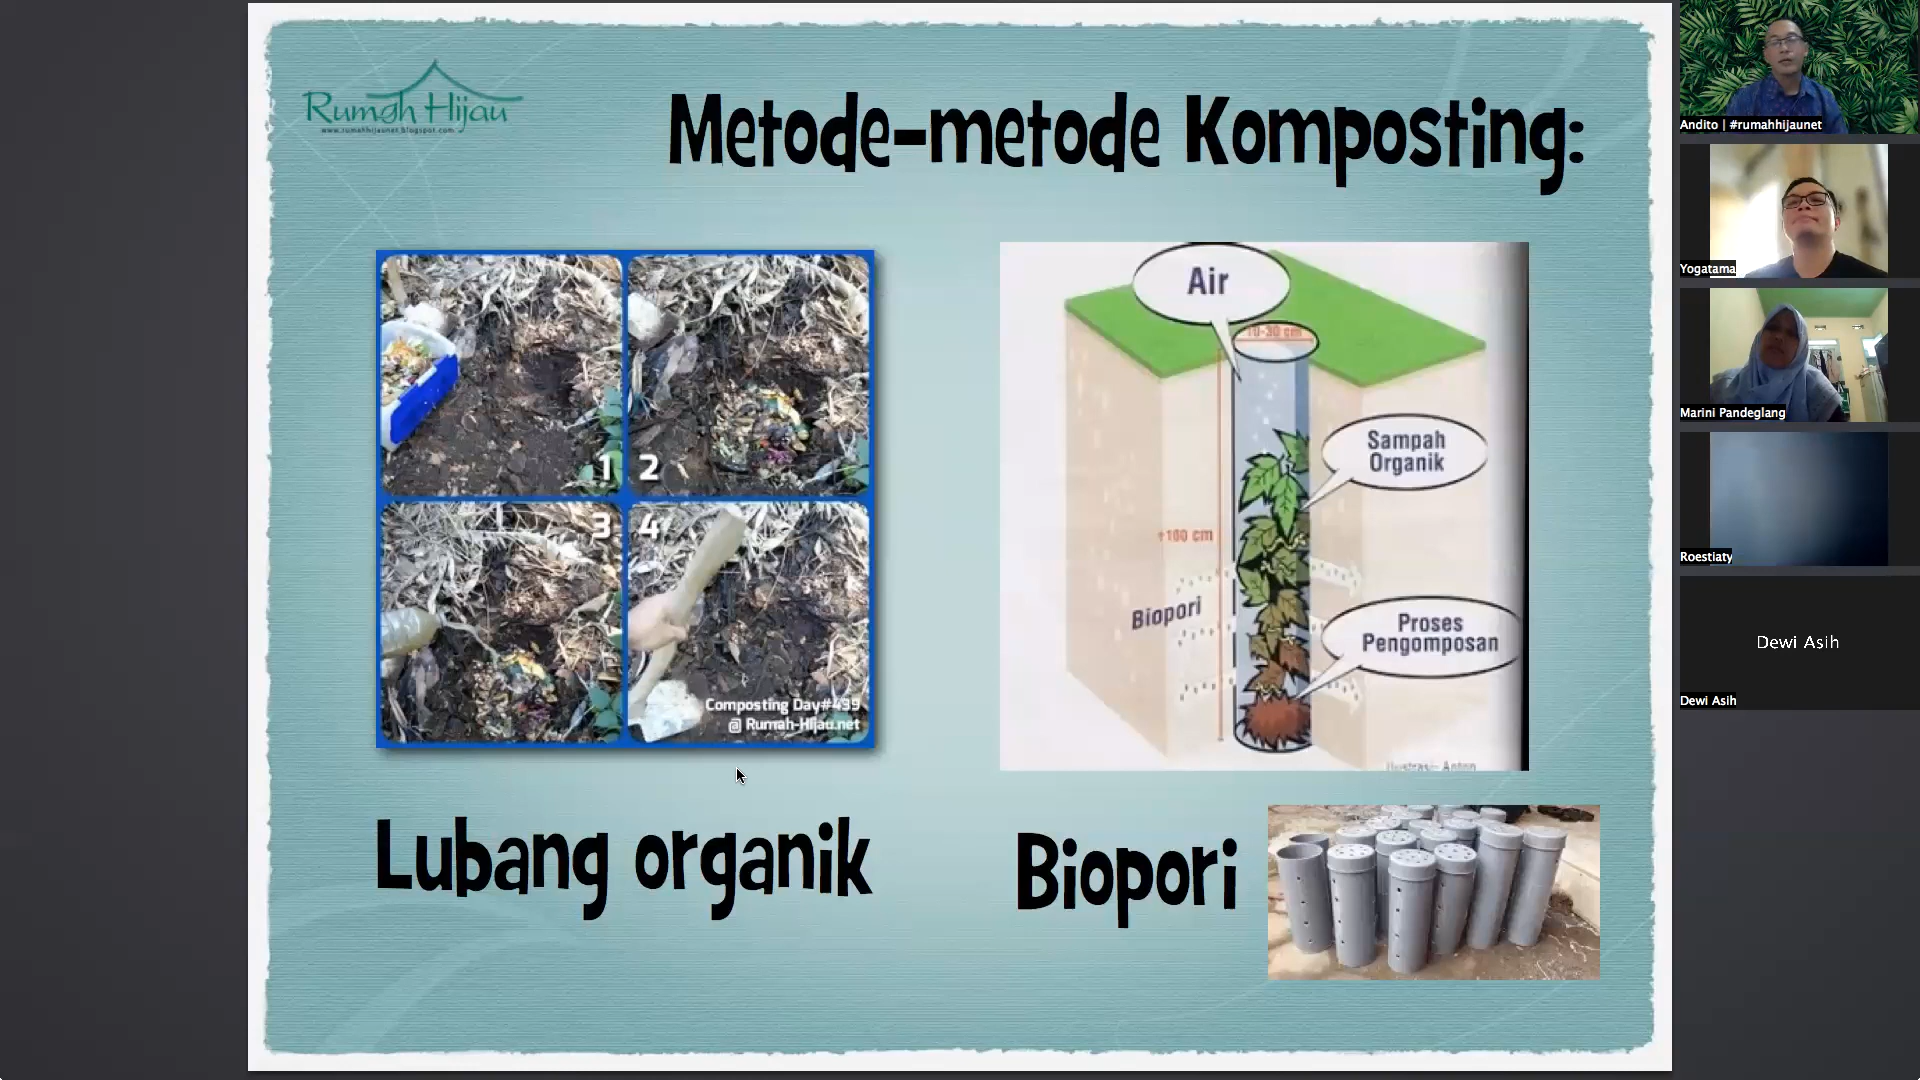 Rumah Hijau
www.rumahhijaunet.blogspot.com
Metode-metode Komposting:
1
2
3
4
Composting Day#439
@ Rumah-Hijau.net
Lubang organik
Air
10-30 cm
Sampah
Organik
100 cm
Biopori
Proses
Pengomposan
Biopori
Andito | #rumahhijaunet
Yogatama
Marini Pandeglang
Roestiaty
Dewi Asih
Dewi Asih